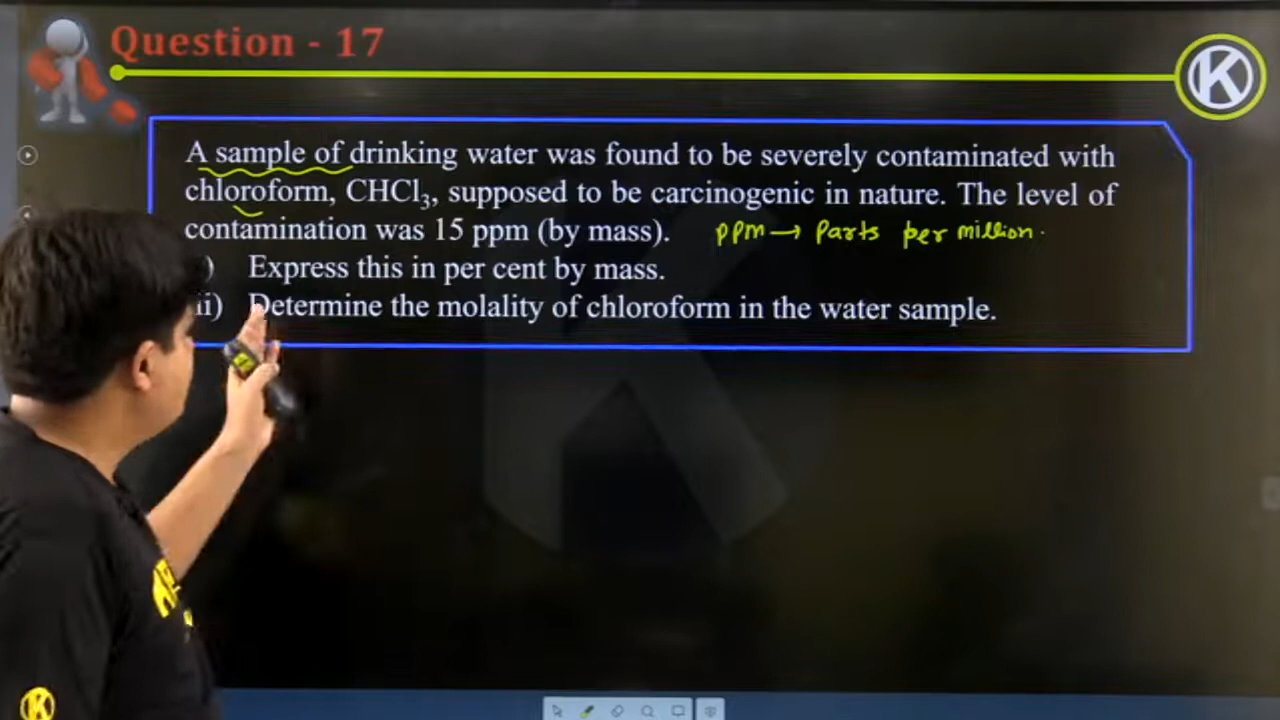 Question - 17
A sample of drinking water was found to be severely contaminated with
chloroform, CHCl₃, supposed to be carcinogenic in nature. The level of
contamination was 15 ppm (by mass). ppm → Parts per million.
) Express this in per cent by mass.
ii) Determine the molality of chloroform in the water sample.
K
K